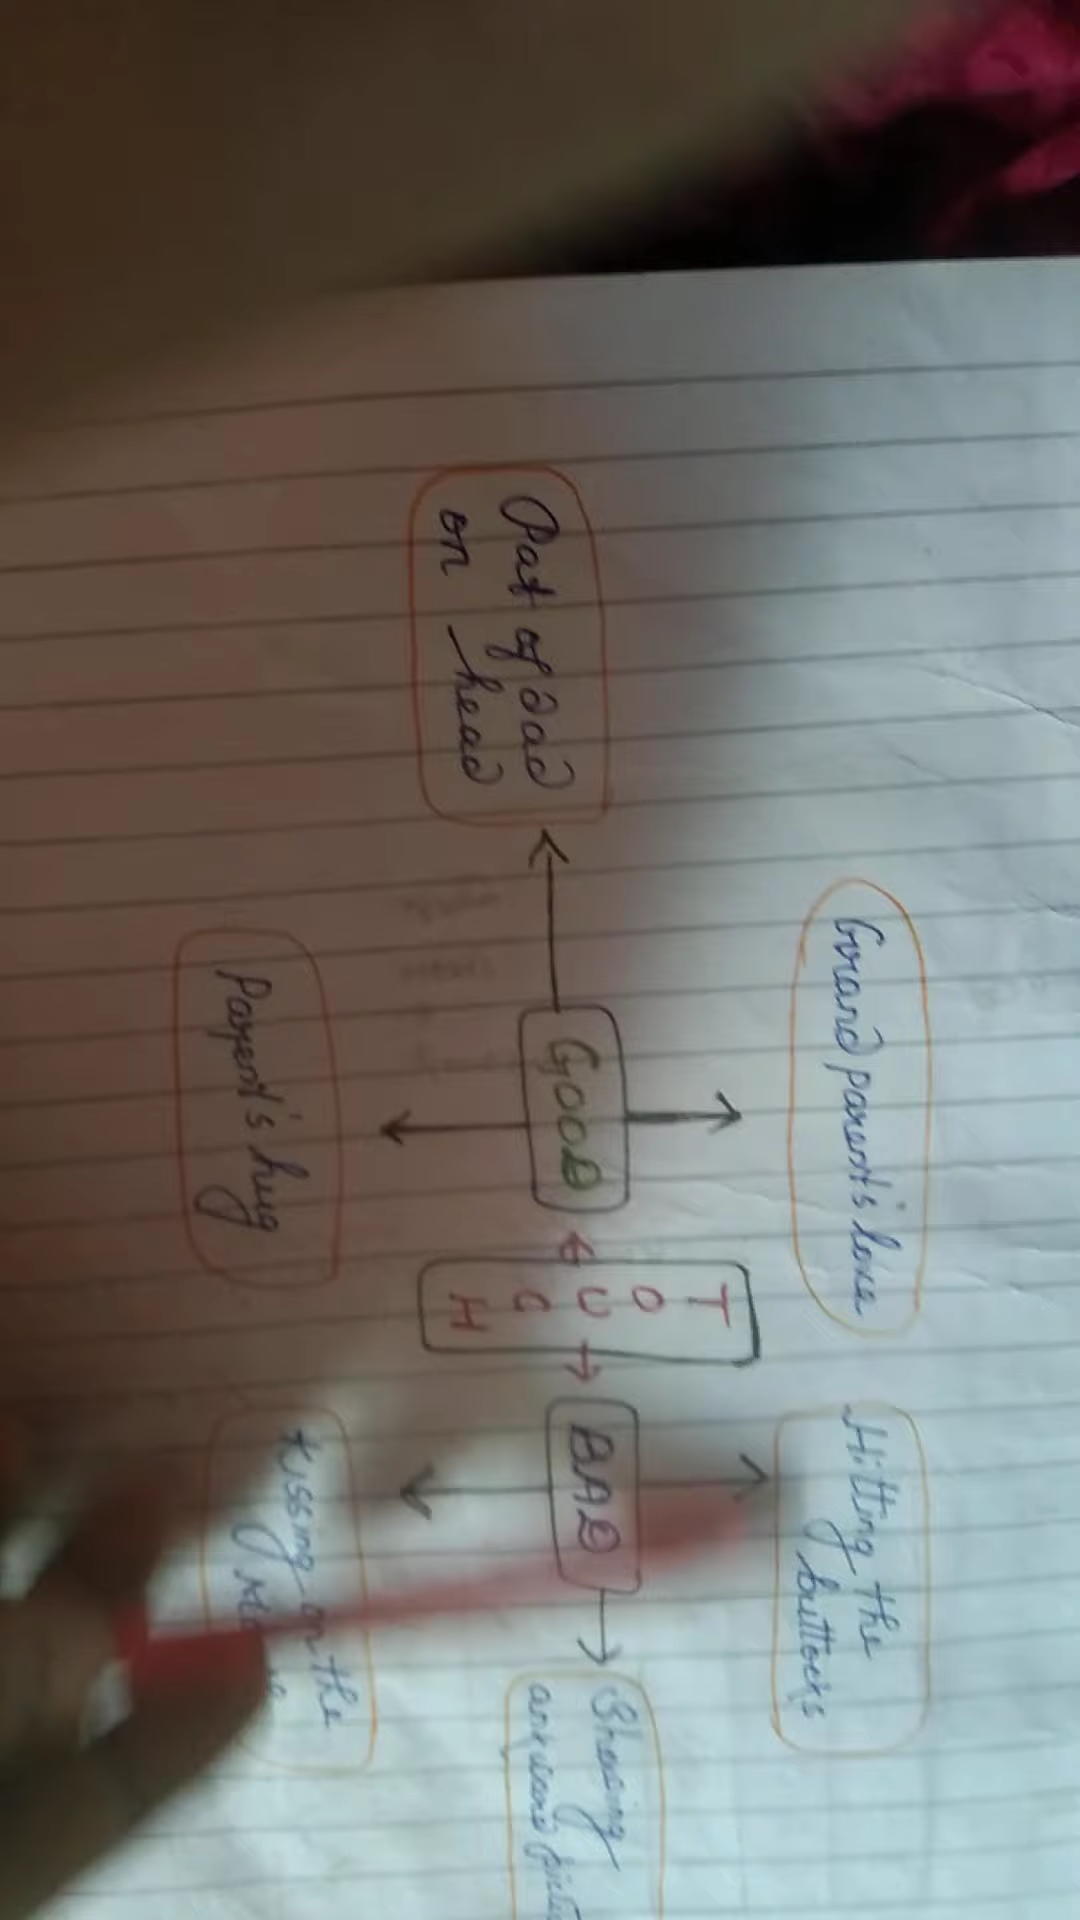 Grand parent's love
Pat of dad
on head
GOOD
Parent's hug
T
O
U
C
H
Hitting the
buttocks
BAD
Showing
Kissing on the